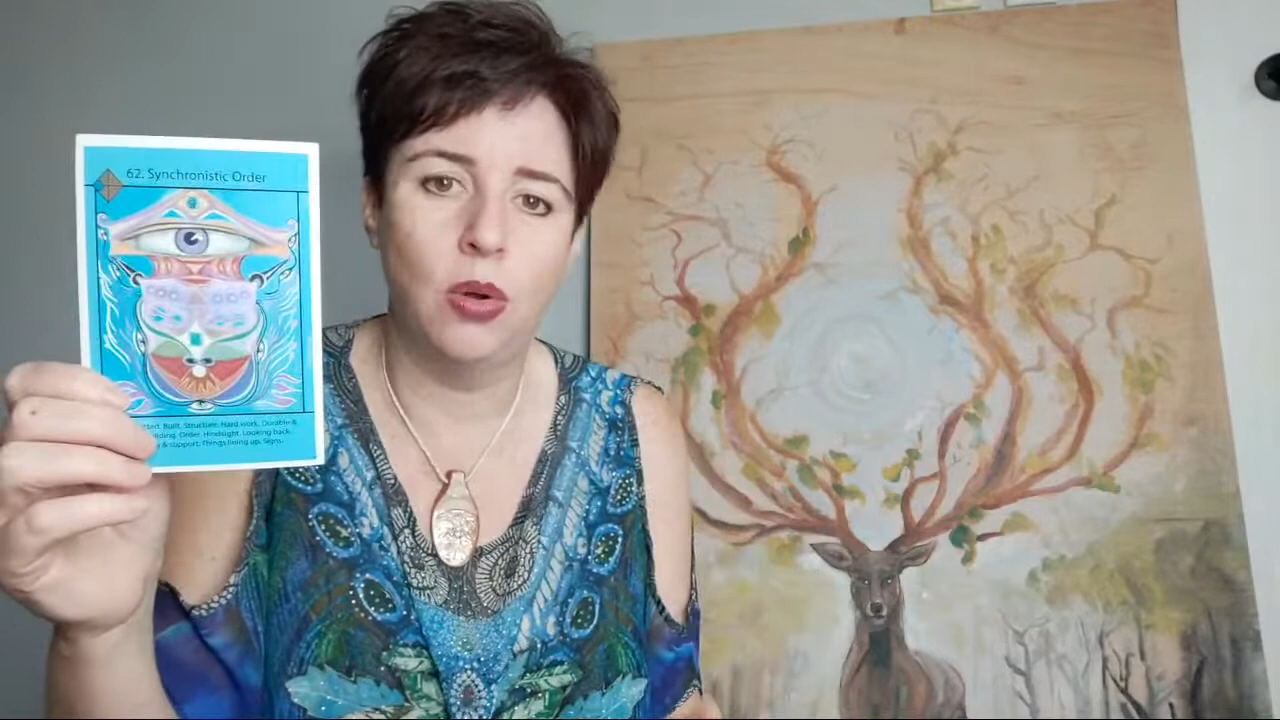 62. Synchronistic Order
Built. Structure. Hard work. Durable &
Order. Hindsight. Looking back.
& support. Things lining up. Signs.